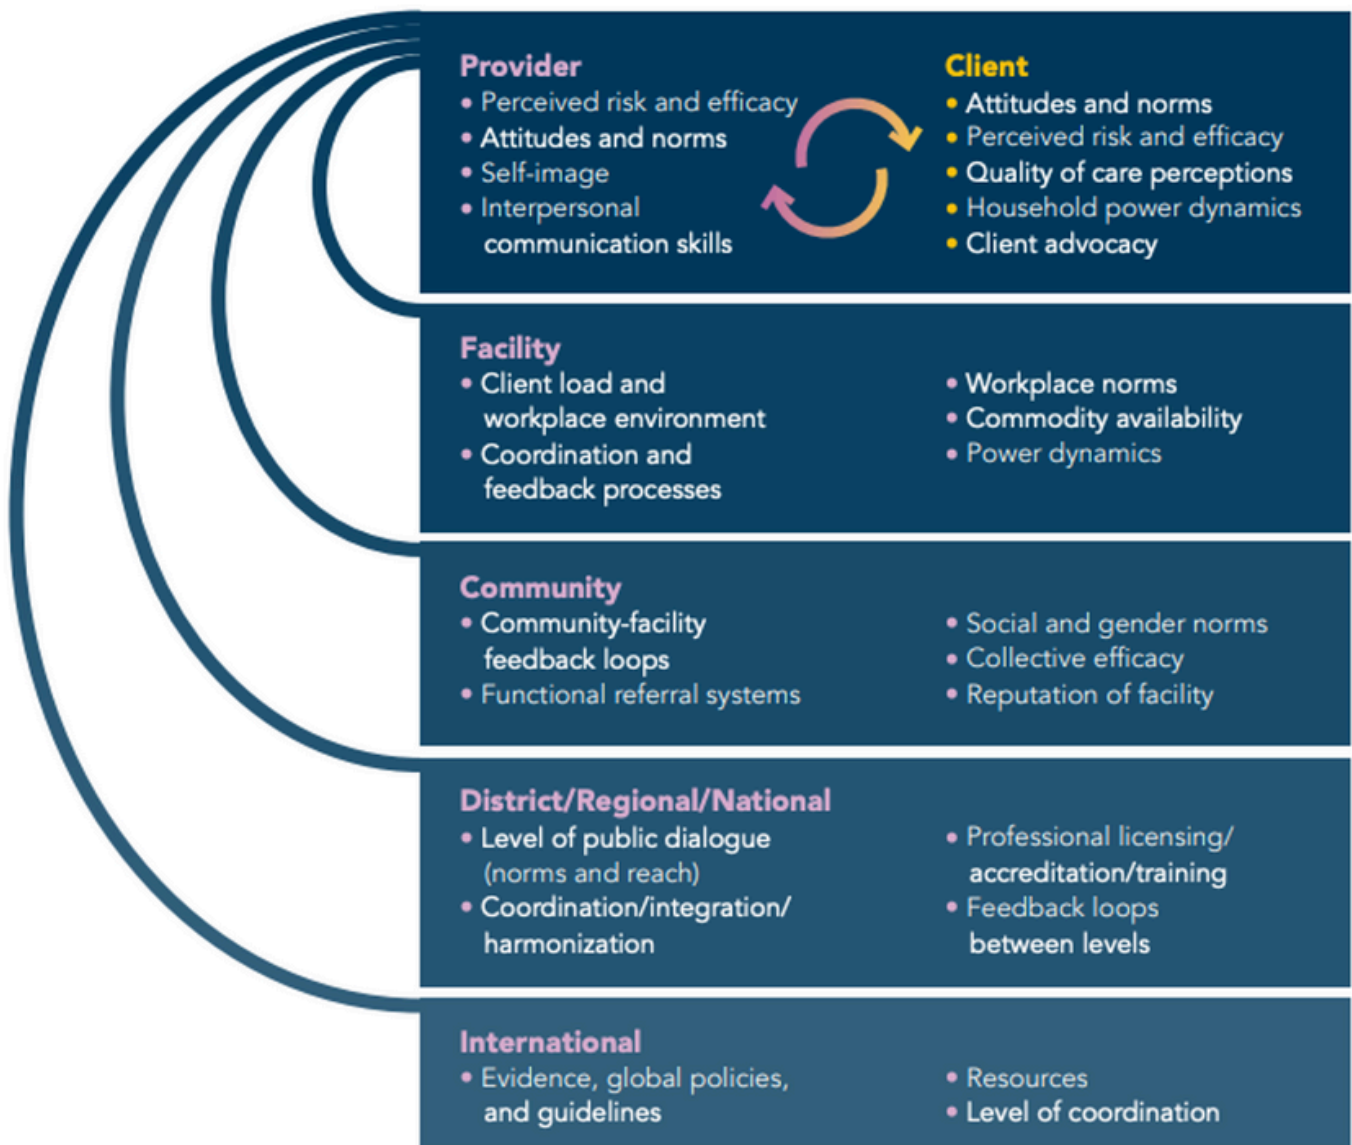 Provider
• Perceived risk and efficacy
• Attitudes and norms
• Self-image
• Interpersonal
communication skills
Client
• Attitudes and norms
• Perceived risk and efficacy
• Quality of care perceptions
• Household power dynamics
• Client advocacy
Facility
• Client load and
workplace environment
• Coordination and
feedback processes
• Workplace norms
• Commodity availability
• Power dynamics
Community
• Community-facility
feedback loops
• Functional referral systems
• Social and gender norms
• Collective efficacy
• Reputation of facility
District/Regional/National
• Level of public dialogue
(norms and reach)
• Coordination/integration/
harmonization
• Professional licensing/
accreditation/training
• Feedback loops
between levels
International
• Evidence, global policies,
and guidelines
• Resources
• Level of coordination